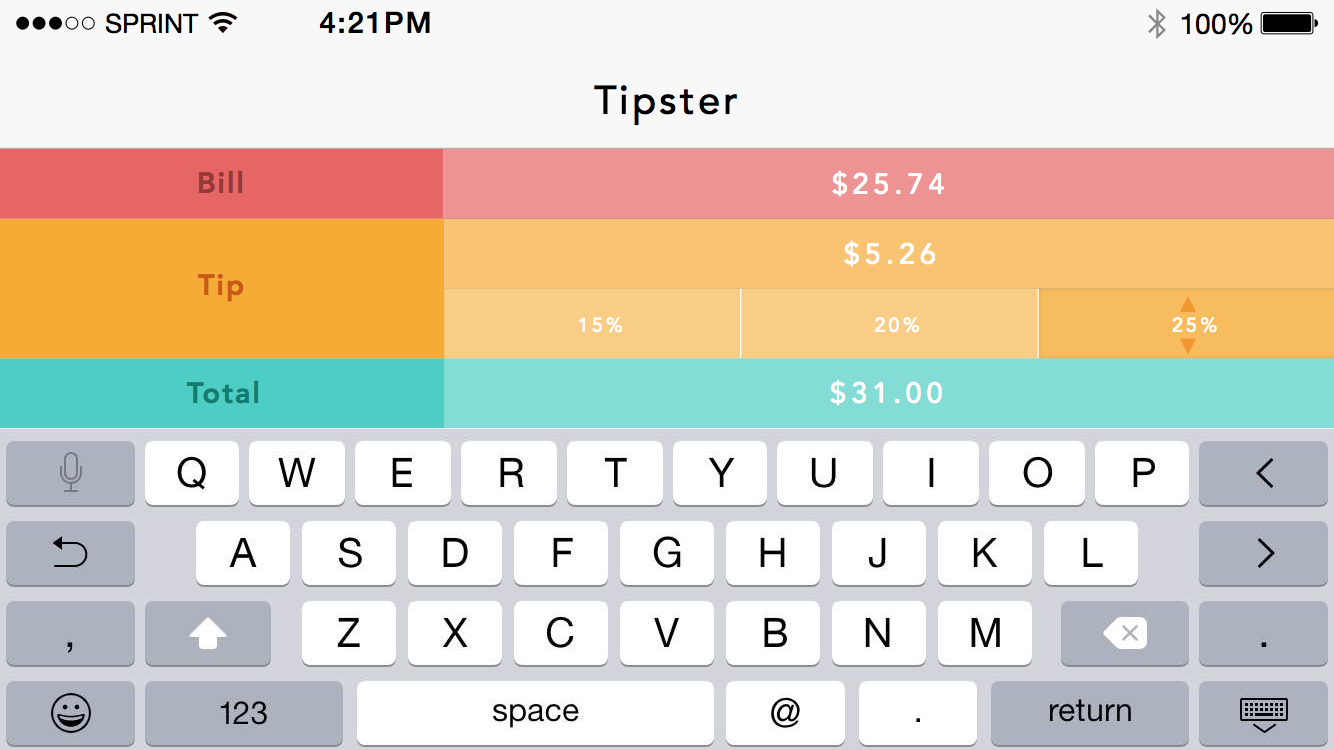 SPRINT 4:21PM 100%
Tipster
Bill $25.74
$5.26
Tip
15% 20% 25%
Total $31.00
Q W E R T Y U I O P <
A S D F G H J K L >
, Z X C V B N M .
123 space @ . return